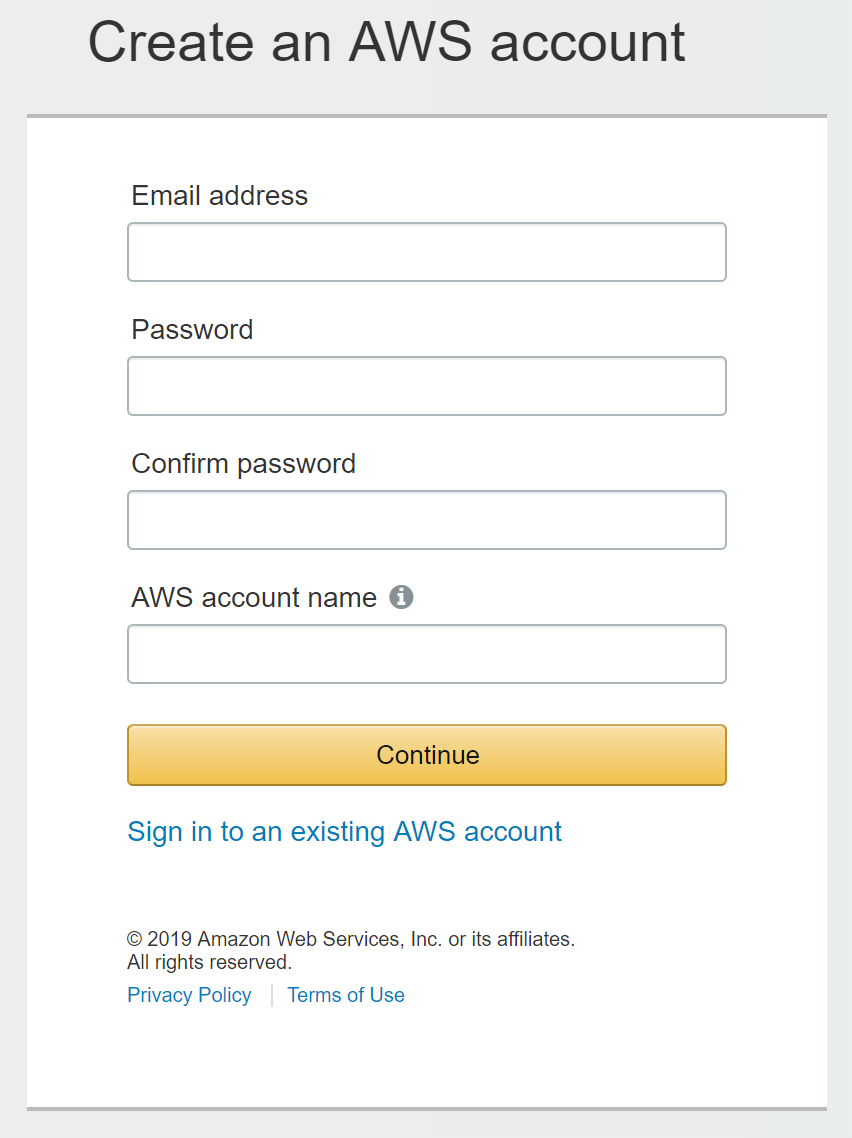 Create an AWS account
Email address
Password
Confirm password
AWS account name
Continue
Sign in to an existing AWS account
© 2019 Amazon Web Services, Inc. or its affiliates.
All rights reserved.
Privacy Policy | Terms of Use